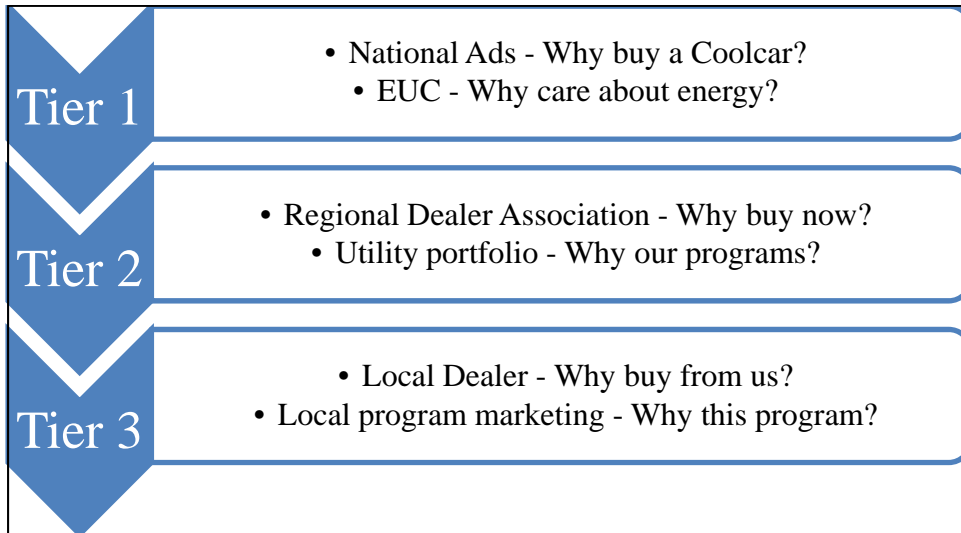 Tier 1
• National Ads - Why buy a Coolcar?
• EUC - Why care about energy?
Tier 2
• Regional Dealer Association - Why buy now?
• Utility portfolio - Why our programs?
Tier 3
• Local Dealer - Why buy from us?
• Local program marketing - Why this program?